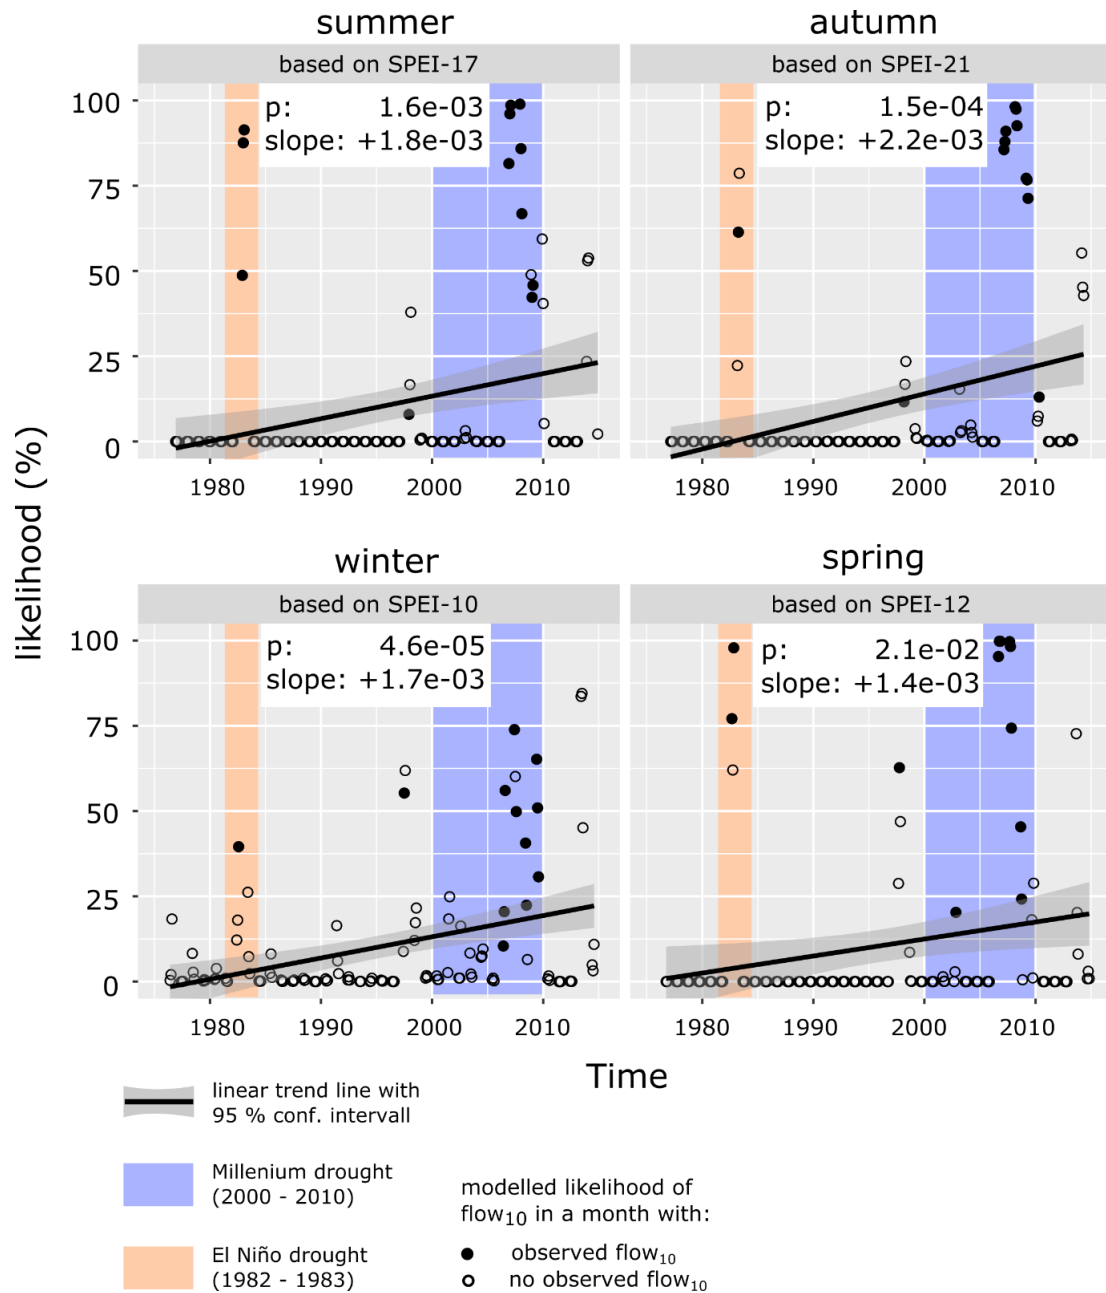 summer
autumn
based on SPEI-17
based on SPEI-21
p: 1.6e-03
slope: +1.8e-03
p: 1.5e-04
slope: +2.2e-03
100
75
50
25
0
1980
1990
2000
2010
1980
1990
2000
2010
likelihood (%)
winter
spring
based on SPEI-10
based on SPEI-12
p: 4.6e-05
slope: +1.7e-03
p: 2.1e-02
slope: +1.4e-03
100
75
50
25
0
1980
1990
2000
2010
1980
1990
2000
2010
Time
linear trend line with
95 % conf. intervall
Millenium drought
(2000 - 2010)
El Niño drought
(1982 - 1983)
modelled likelihood of
flow₁₀ in a month with:
observed flow₁₀
no observed flow₁₀